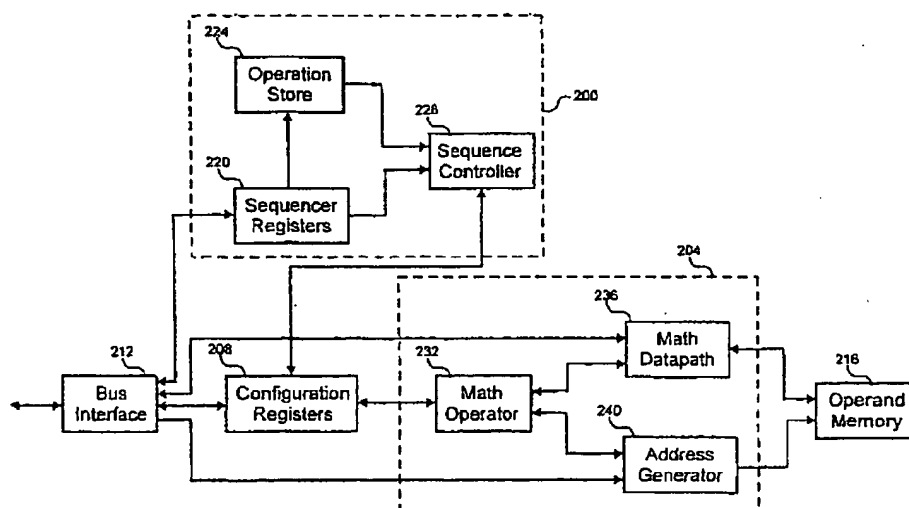 224
Operation
Store
200
228
Sequence
Controller
220
Sequencer
Registers
204
236
Math
Datapath
212
Bus
Interface
208
Configuration
Registers
232
Math
Operator
216
Operand
Memory
240
Address
Generator